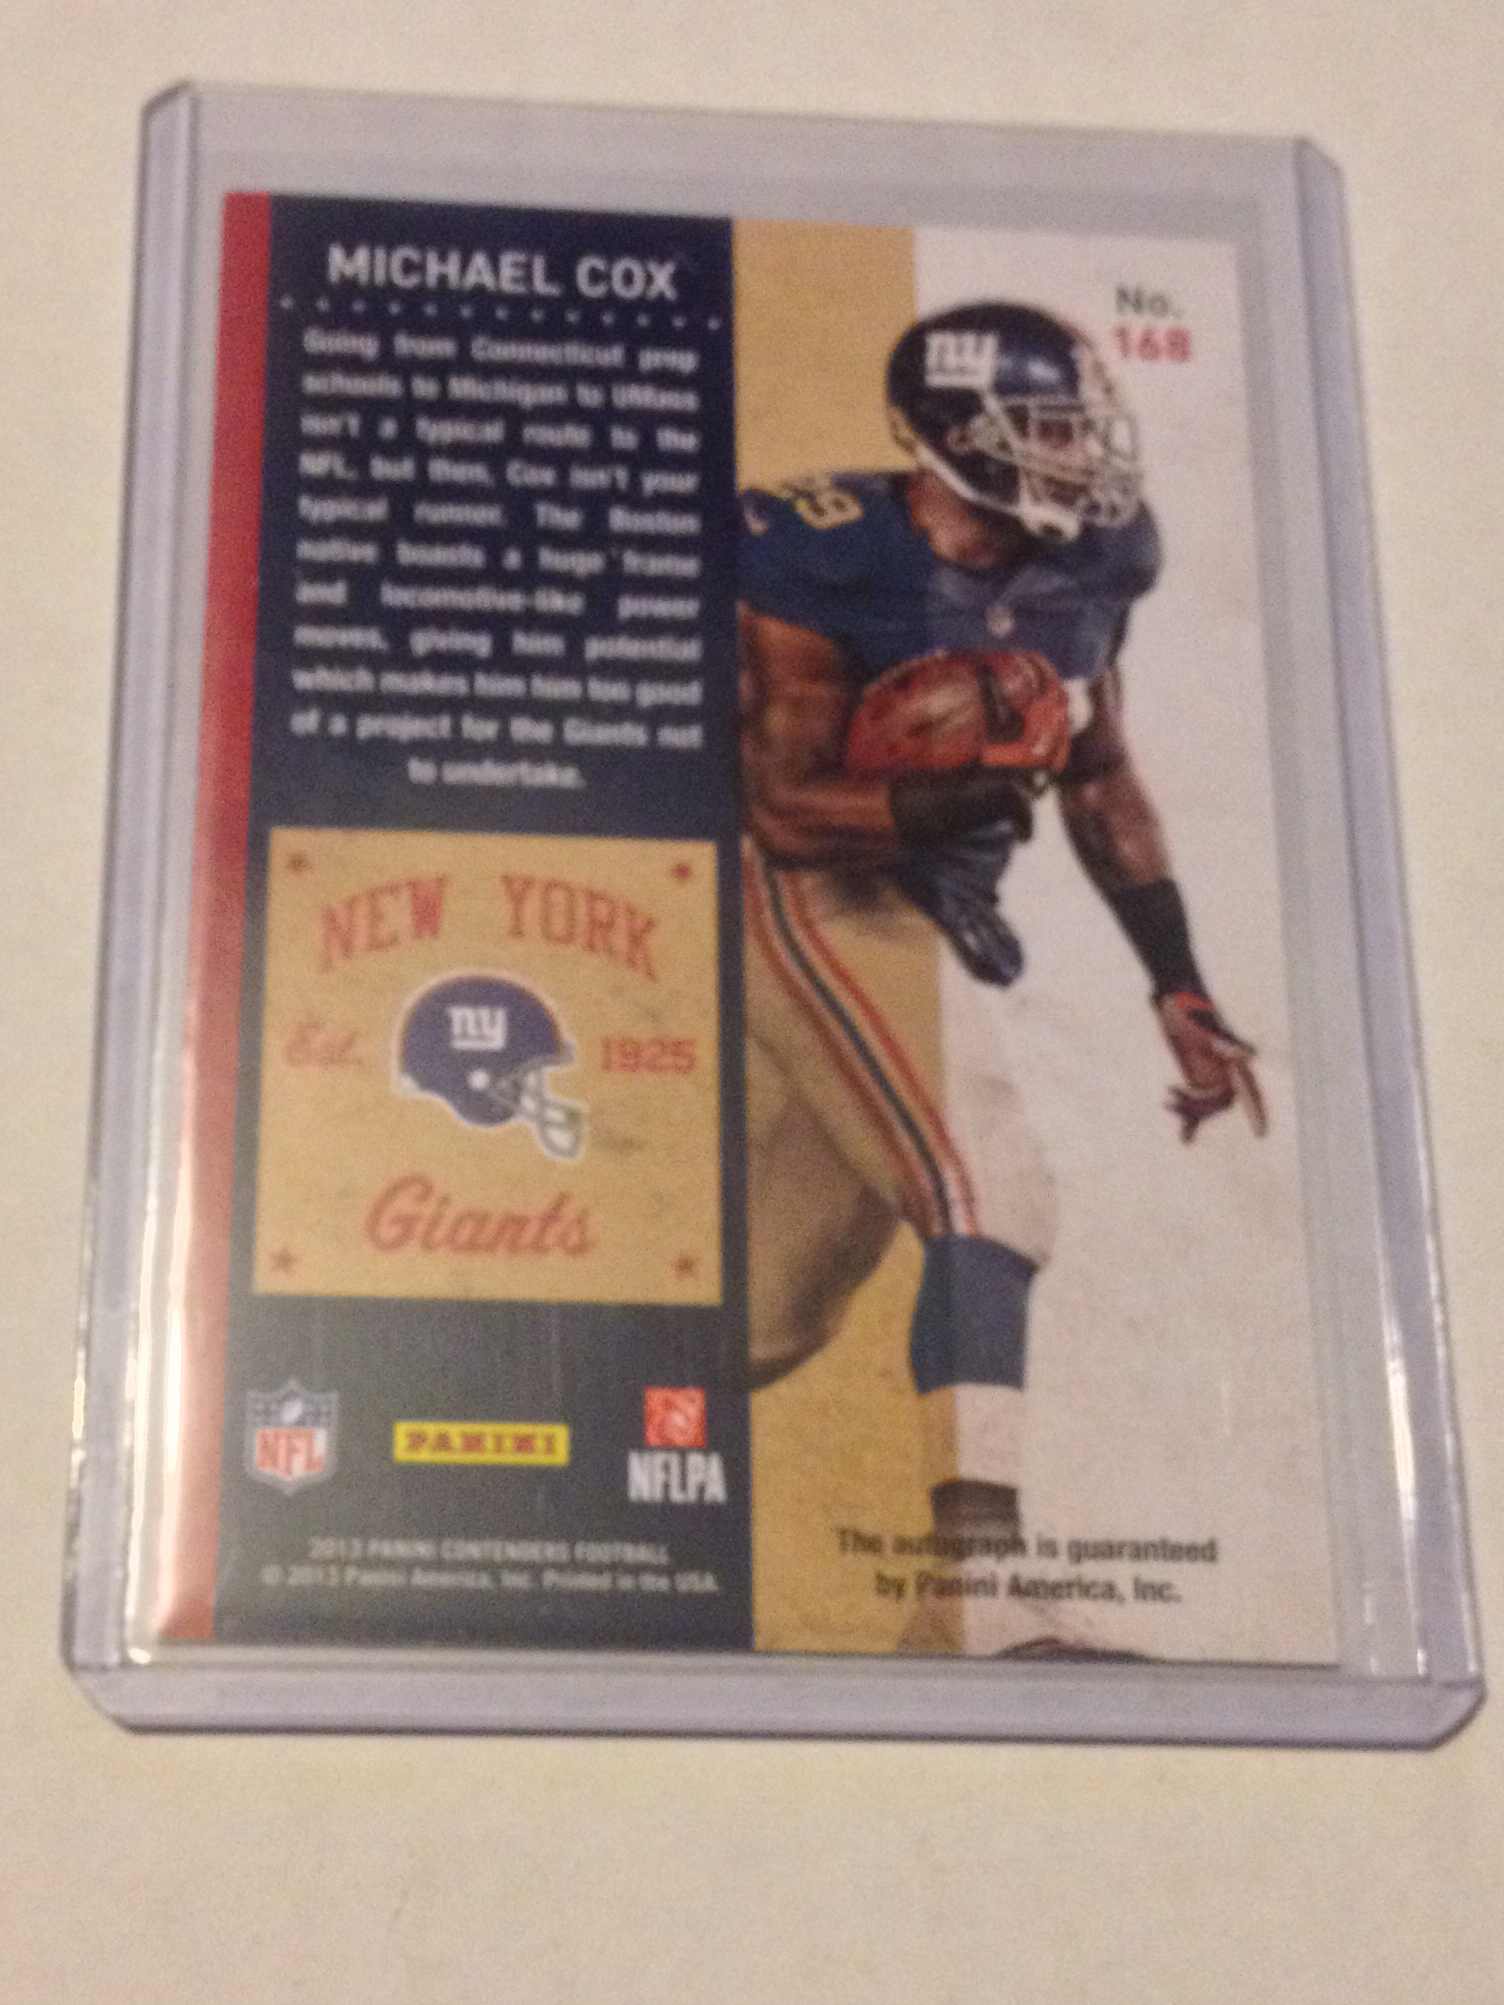 MICHAEL COX
Going from Connecticut prep
schools to Michigan to UMass
isn't a typical route to the
NFL, but then, Cox isn't your
typical runner. The Boston
native boasts a huge frame
and locomotive-like power
moves, giving him potential
which makes him him too good
of a project for the Giants not
to undertake.
No.
168
ny
29
NEW YORK
Est. 1925
ny
Giants
NFL
PANINI
NFLPA
2013 PANINI CONTENDERS FOOTBALL
© 2013 Panini America, Inc. Printed in the USA.
The autograph is guaranteed
by Panini America, Inc.